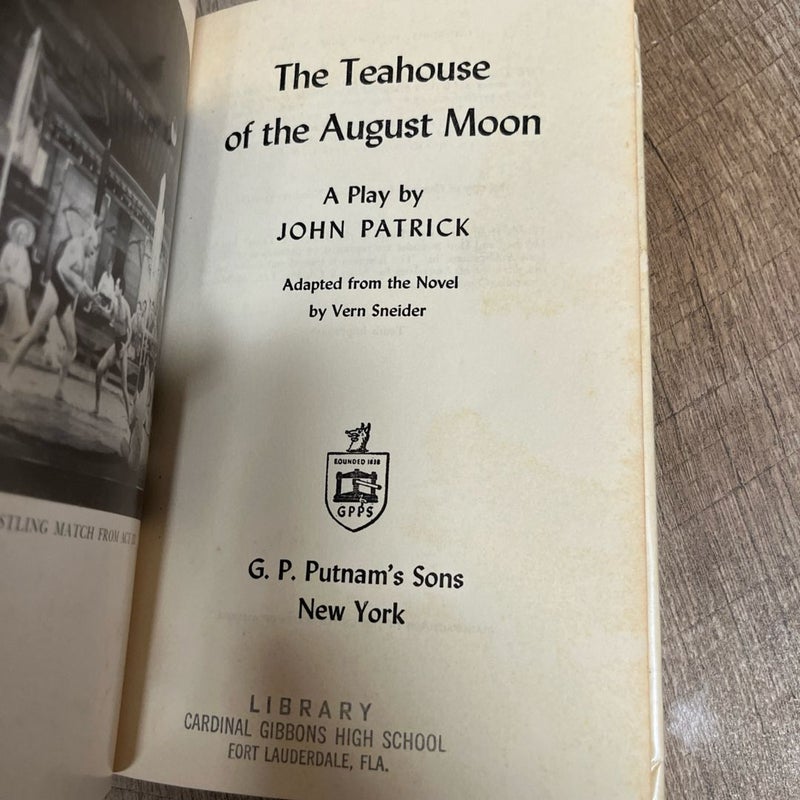 STLING MATCH FROM ACT
The Teahouse
of the August Moon
A Play by
JOHN PATRICK
Adapted from the Novel
by Vern Sneider
FOUNDED 1838
GPPS
G. P. Putnam's Sons
New York
LIBRARY
CARDINAL GIBBONS HIGH SCHOOL
FORT LAUDERDALE, FLA.